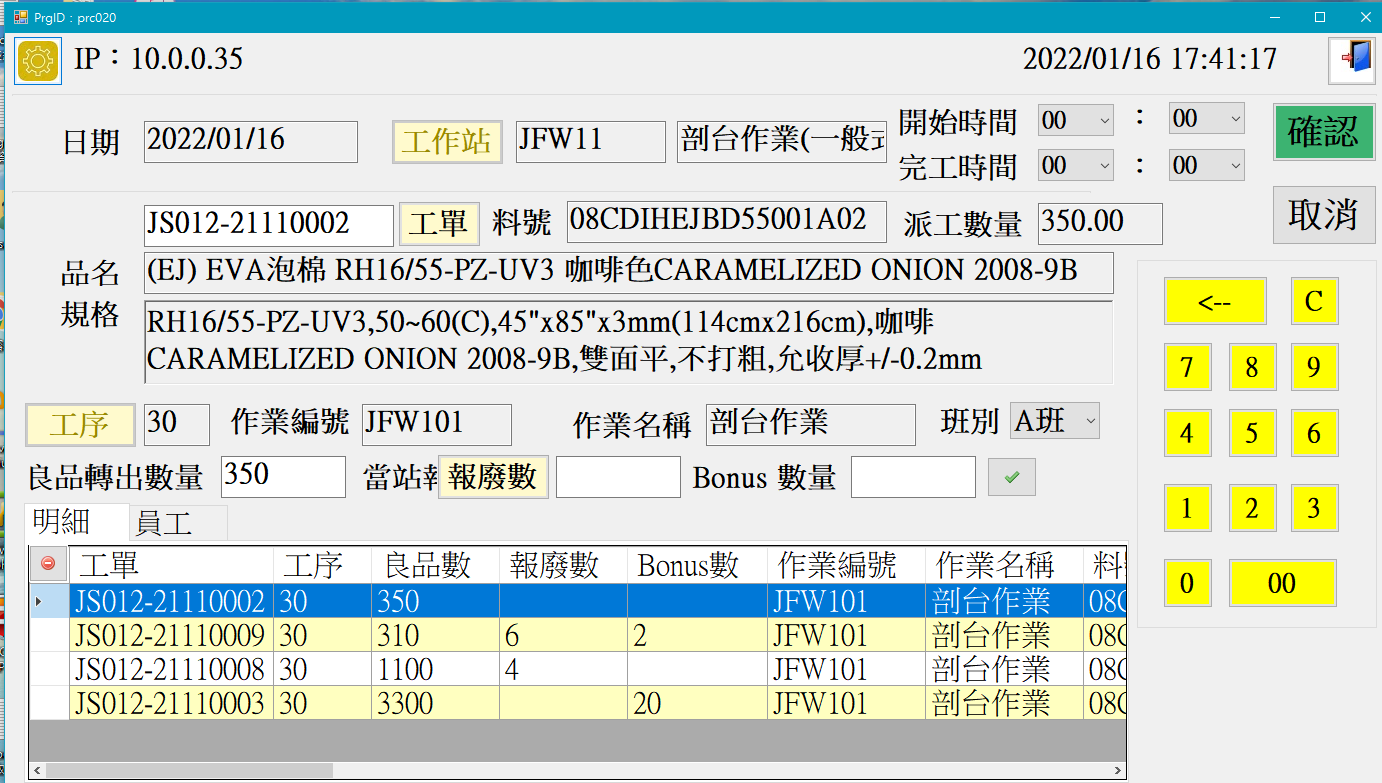 PrgID : prc020
IP：10.0.0.35
2022/01/16 17:41:17
日期
2022/01/16
工作站
JFW11
剖台作業(一般式
開始時間
00
:
00
確認
完工時間
00
:
00
JS012-21110002
工單
料號
08CDIHEJBD55001A02
派工數量
350.00
取消
品名
(EJ) EVA泡棉 RH16/55-PZ-UV3 咖啡色CARAMELIZED ONION 2008-9B
規格
RH16/55-PZ-UV3,50~60(C),45"x85"x3mm(114cmx216cm),咖啡
CARAMELIZED ONION 2008-9B,雙面平,不打粗,允收厚+/-0.2mm
工序
30
作業編號
JFW101
作業名稱
剖台作業
班別
A班
良品轉出數量
350
當站
報廢數
Bonus 數量
明細
員工
工單 工序 良品數 報廢數 Bonus數 作業編號 作業名稱 料
JS012-21110002 30 350 JFW101 剖台作業 08C
JS012-21110009 30 310 6 2 JFW101 剖台作業 08C
JS012-21110008 30 1100 4 JFW101 剖台作業 08C
JS012-21110003 30 3300 20 JFW101 剖台作業 08C
<--
C
7 8 9
4 5 6
1 2 3
0 00